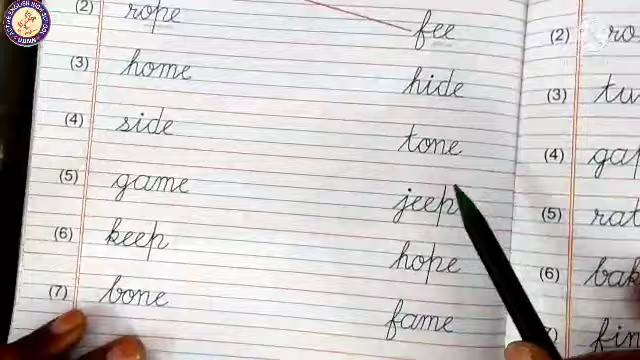 (2) rope fee (2)
(3) home hide (3)
(4) side tone (4)
(5) game jeep (5)
(6) keep hope (6)
(7) bone fame